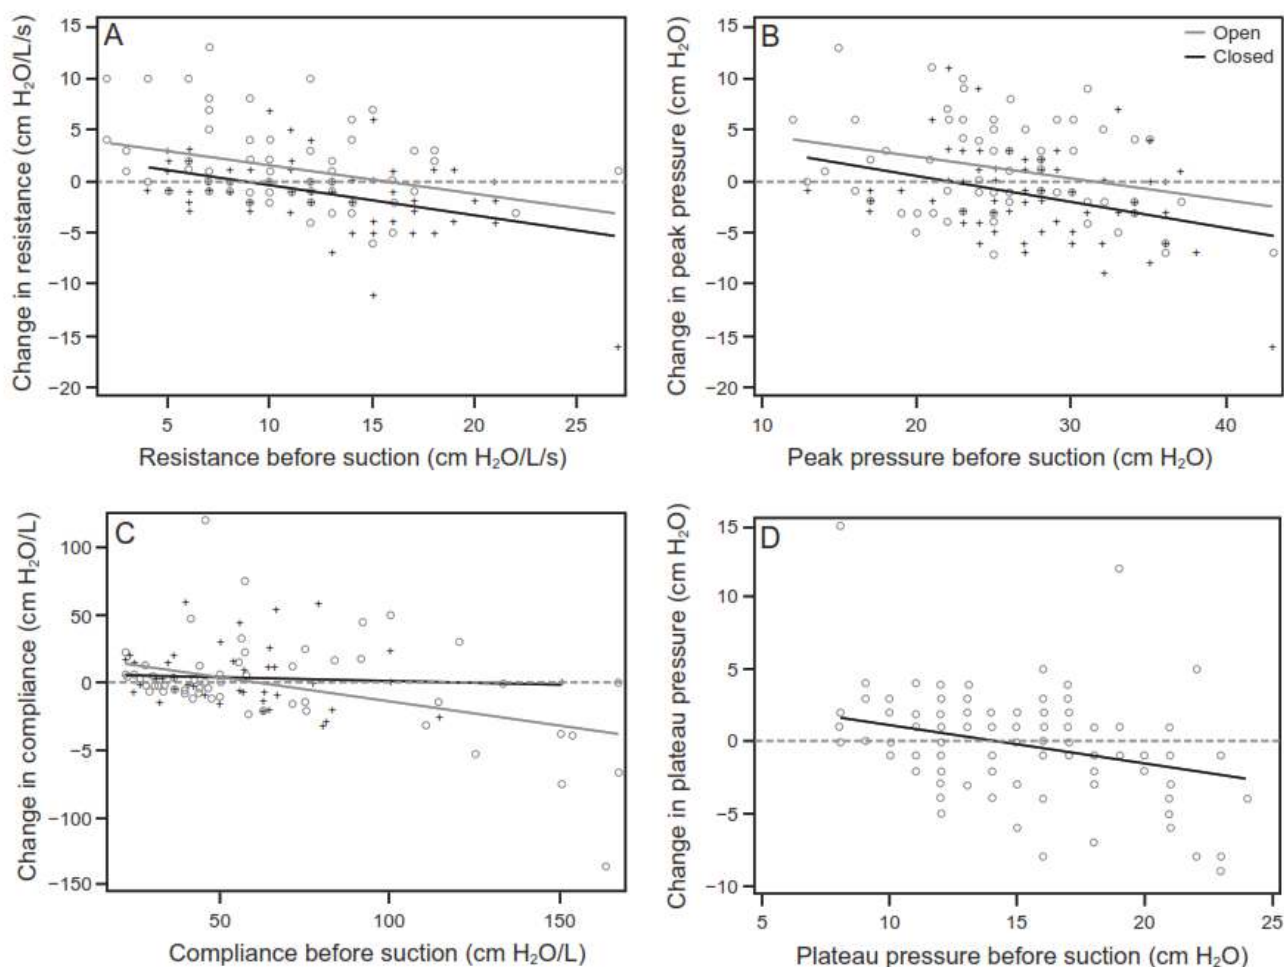 A
Change in resistance (cm H₂O/L/s)
15
10
5
0
−5
−10
−15
−20
5 10 15 20 25
Resistance before suction (cm H₂O/L/s)
B
Open
Closed
Change in peak pressure (cm H₂O)
15
10
5
0
−5
−10
−15
−20
10 20 30 40
Peak pressure before suction (cm H₂O)
C
Change in compliance (cm H₂O/L)
100
50
0
−5
−100
−150
50 100 150
Compliance before suction (cm H₂O/L)
D
Change in plateau pressure (cm H₂O)
15
10
5
0
−5
−10
5 10 15 20 25
Plateau pressure before suction (cm H₂O)